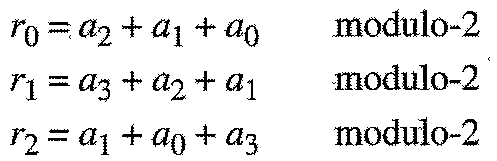 r₀ = a₂ + a₁ + a₀ modulo-2
r₁ = a₃ + a₂ + a₁ modulo-2
r₂ = a₁ + a₀ + a₃ modulo-2